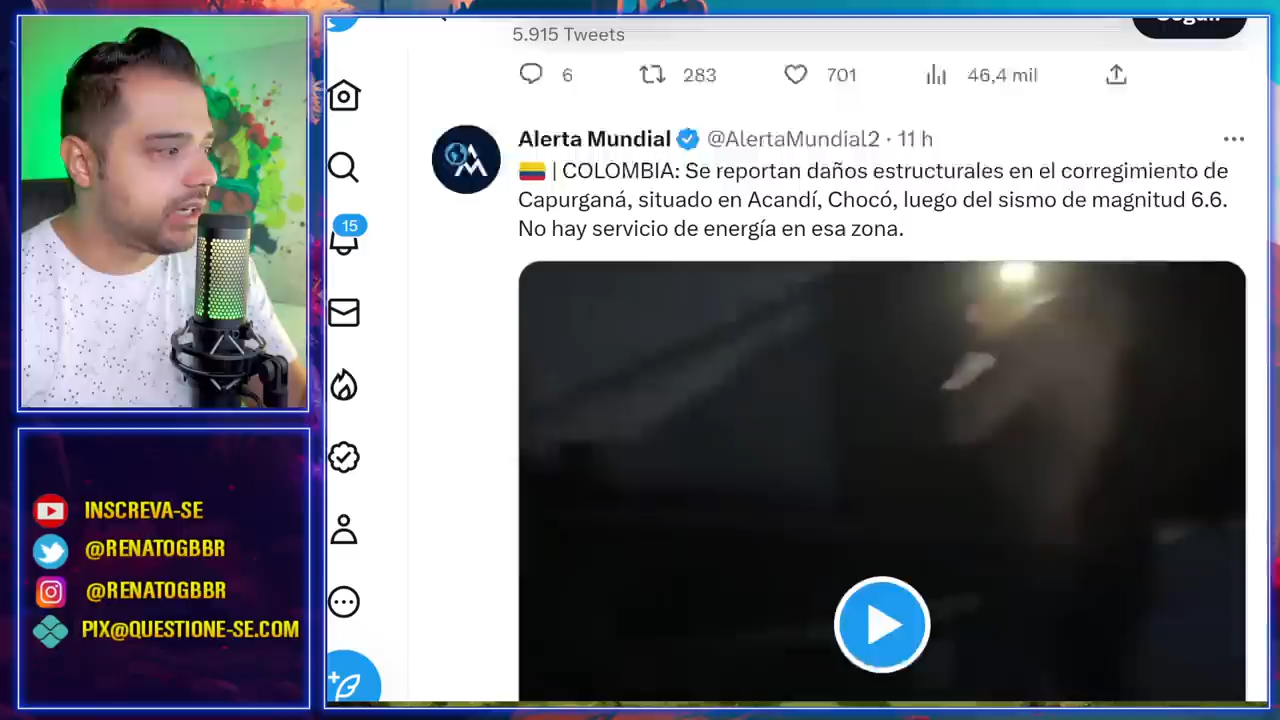 5.915 Tweets
6 283 701 46,4 mil
Alerta Mundial @AlertaMundial2 · 11 h
| COLOMBIA: Se reportan daños estructurales en el corregimiento de
Capurganá, situado en Acandí, Chocó, luego del sismo de magnitud 6.6.
No hay servicio de energía en esa zona.
15
INSCREVA-SE
@RENATOGBBR
@RENATOGBBR
PIX@QUESTIONE-SE.COM